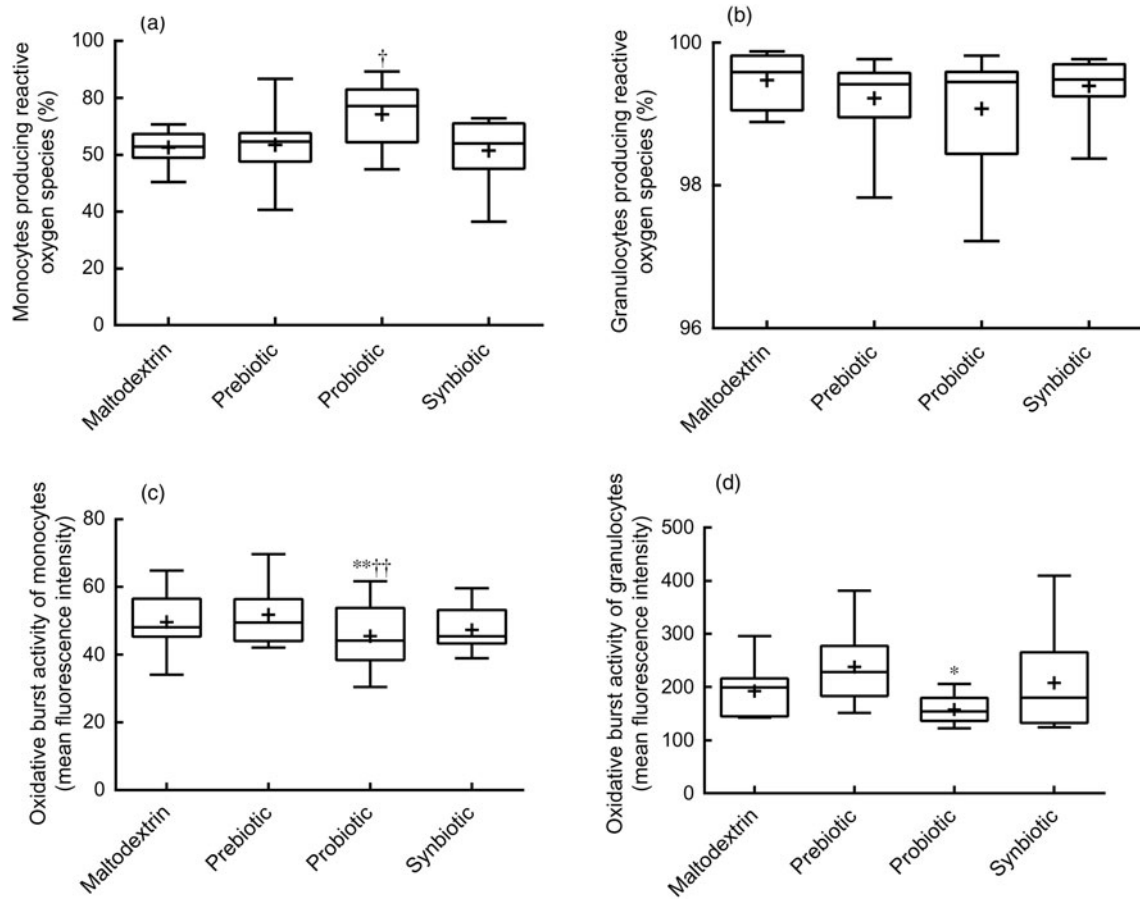 (a)
Monocytes producing reactive
oxygen species (%)
100
80
60
40
20
0
†
Maltodextrin
Prebiotic
Probiotic
Synbiotic
(b)
Granulocytes producing reactive
oxygen species (%)
100
98
96
Maltodextrin
Prebiotic
Probiotic
Synbiotic
(c)
Oxidative burst activity of monocytes
(mean fluorescence intensity)
80
60
40
20
0
**††
Maltodextrin
Prebiotic
Probiotic
Synbiotic
(d)
Oxidative burst activity of granulocytes
(mean fluorescence intensity)
500
400
300
200
100
0
*
Maltodextrin
Prebiotic
Probiotic
Synbiotic